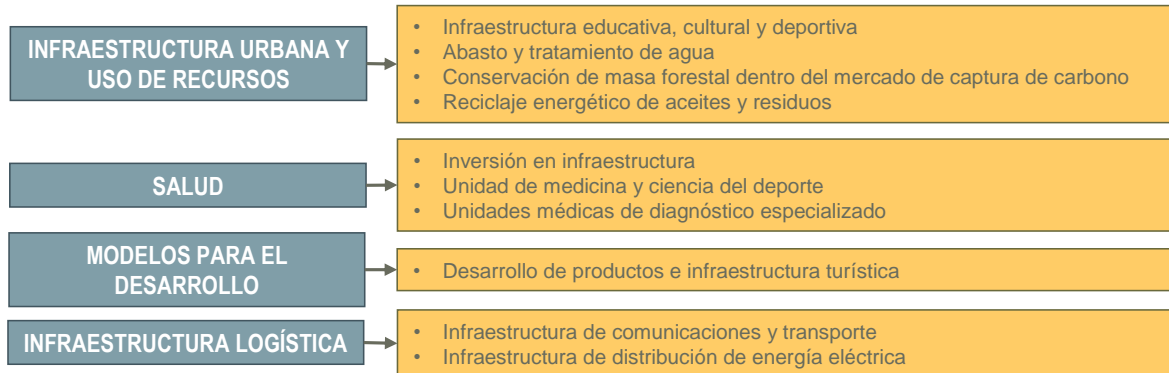 INFRAESTRUCTURA URBANA Y
USO DE RECURSOS
• Infraestructura educativa, cultural y deportiva
• Abasto y tratamiento de agua
• Conservación de masa forestal dentro del mercado de captura de carbono
• Reciclaje energético de aceites y residuos
SALUD
• Inversión en infraestructura
• Unidad de medicina y ciencia del deporte
• Unidades médicas de diagnóstico especializado
MODELOS PARA EL
DESARROLLO
• Desarrollo de productos e infraestructura turística
INFRAESTRUCTURA LOGÍSTICA
• Infraestructura de comunicaciones y transporte
• Infraestructura de distribución de energía eléctrica